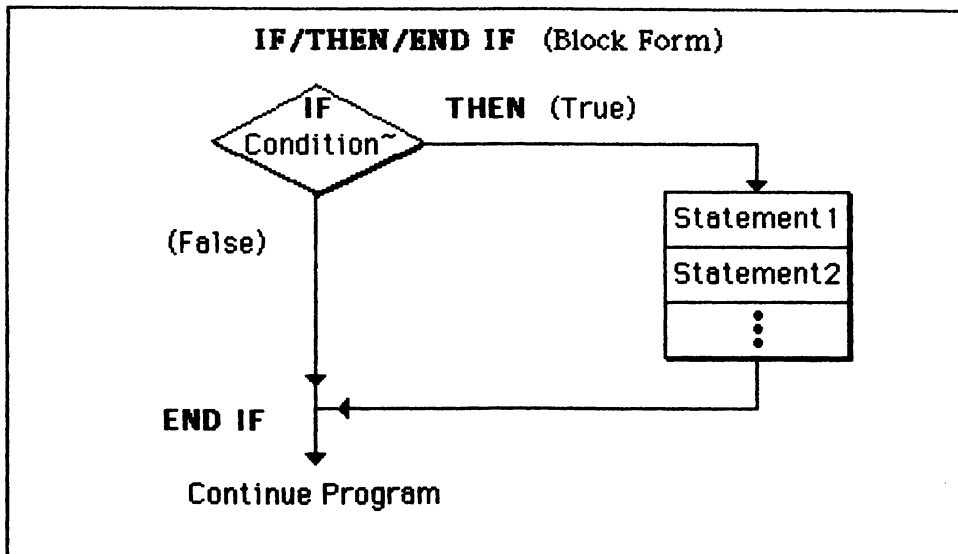 IF/THEN/END IF (Block Form)
IF
Condition~
THEN (True)
Statement1
Statement2
(False)
END IF
Continue Program